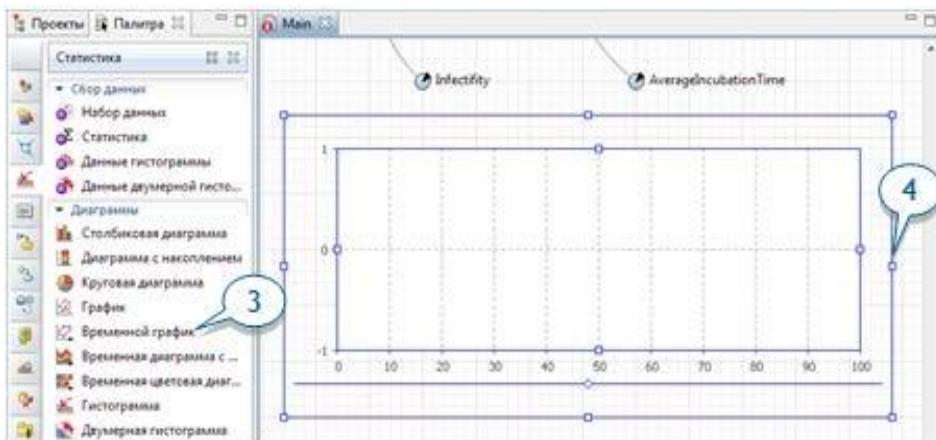 Проекты Палитра
Main
Статистика
Сбор данных
Набор данных
Статистика
Данные гистограммы
Данные двумерной гисто...
Диаграммы
Столбиковая диаграмма
Диаграмма с накоплением
Круговая диаграмма
График
Временной график
Временная диаграмма с ...
Временная цветовая диаг...
Гистограмма
Двумерная гистограмма
3
Infectifity
AverageIncubationTime
4
1
0
-1
0 10 20 30 40 50 60 70 80 90 100